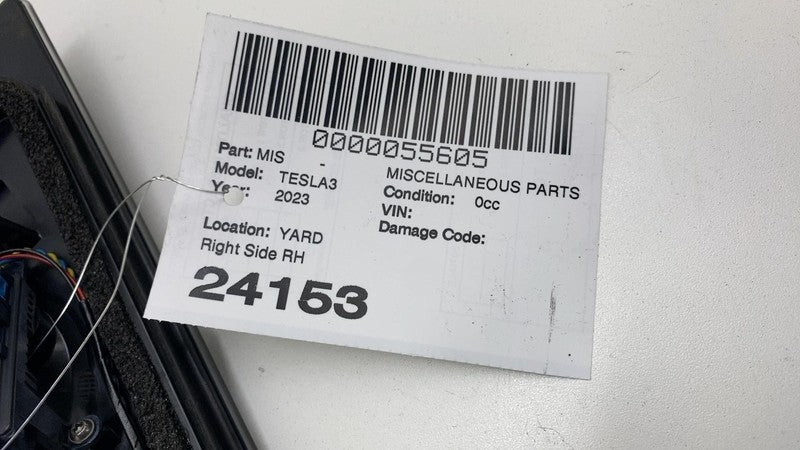 0000055605
Part: MIS - MISCELLANEOUS PARTS
Model: TESLA3 Condition: 0cc
Year: 2023 VIN:
Damage Code:
Location: YARD
Right Side RH
24153